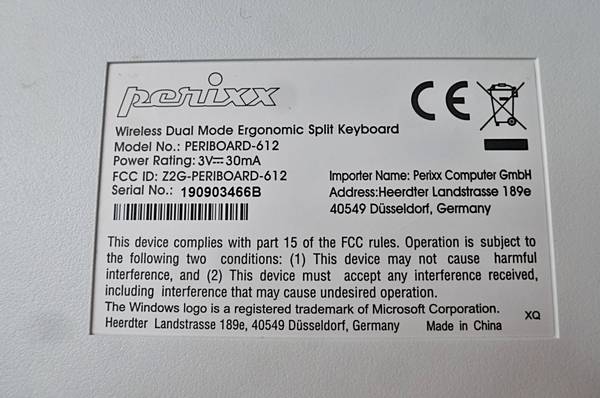 perixx
CE
Wireless Dual Mode Ergonomic Split Keyboard
Model No.: PERIBOARD-612
Power Rating: 3V⎓30mA
FCC ID: Z2G-PERIBOARD-612
Serial No.: 190903466B
Importer Name: Perixx Computer GmbH
Address:Heerdter Landstrasse 189e
40549 Düsseldorf, Germany
This device complies with part 15 of the FCC rules. Operation is subject to
the following two conditions: (1) This device may not cause harmful
interference, and (2) This device must accept any interference received,
including interference that may cause undesired operation.
The Windows logo is a registered trademark of Microsoft Corporation.
Heerdter Landstrasse 189e, 40549 Düsseldorf, Germany Made in China XQ